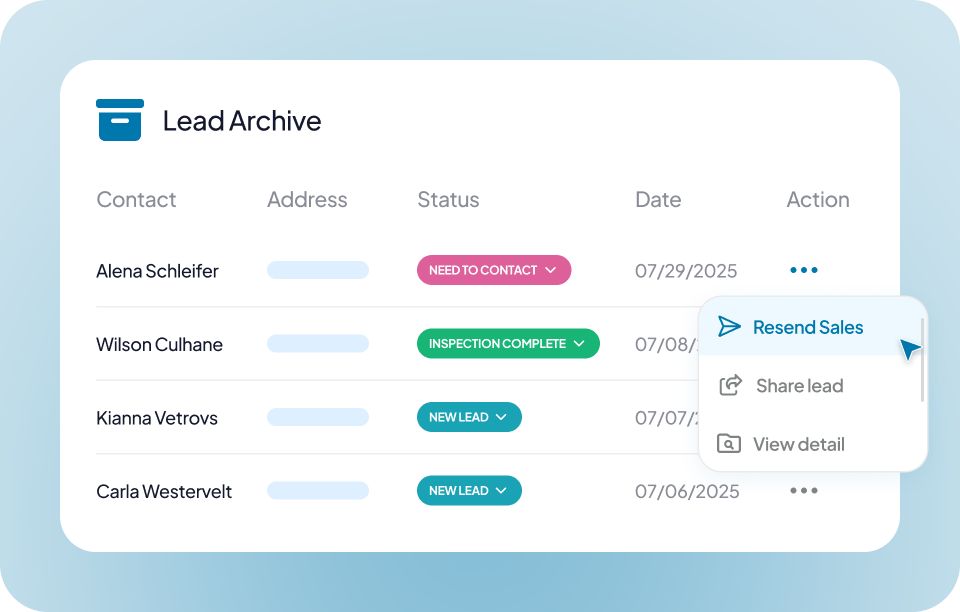 Lead Archive
Contact Address Status Date Action
Alena Schleifer NEED TO CONTACT 07/29/2025
Resend Sales
Wilson Culhane INSPECTION COMPLETE 07/08/
Share lead
Kianna Vetrovs NEW LEAD 07/07/
View detail
Carla Westervelt NEW LEAD 07/06/2025